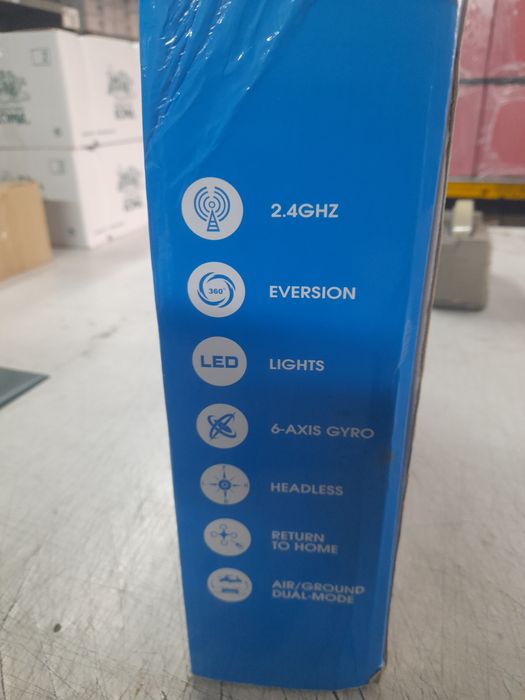 2.4GHZ
360°
EVERSION
LED
LIGHTS
6-AXIS GYRO
HEADLESS
RETURN
TO HOME
AIR/GROUND
DUAL-MODE